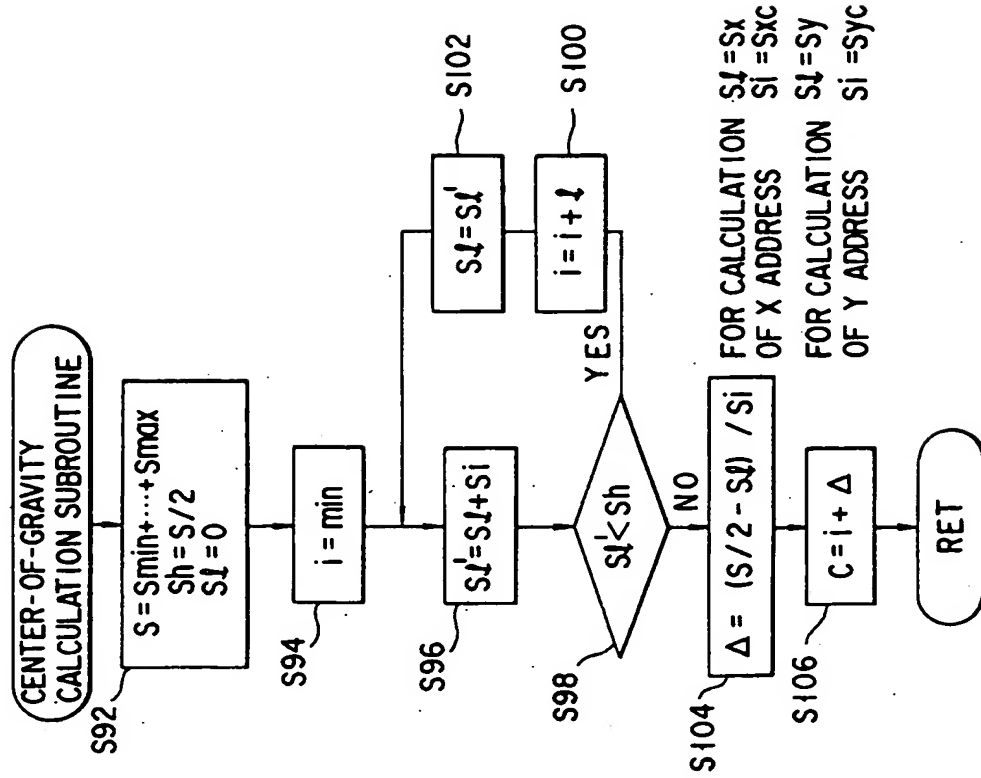 CENTER-OF-GRAVITY
CALCULATION SUBROUTINE
S92
S=Smin+···+Smax
Sh=S/2
Sℓ=0
S94
i=min
S96
Sℓ'=Sℓ+Si
S98
Sℓ'<Sh
YES
NO
S100
i=i+ℓ
S102
Sℓ=Sℓ'
S104
Δ= (S/2-Sℓ)/Si
S106
C=i+Δ
RET
FOR CALCULATION Sℓ=Sx
OF X ADDRESS Si=Sxc
FOR CALCULATION Sℓ=Sy
OF Y ADDRESS Si=Syc